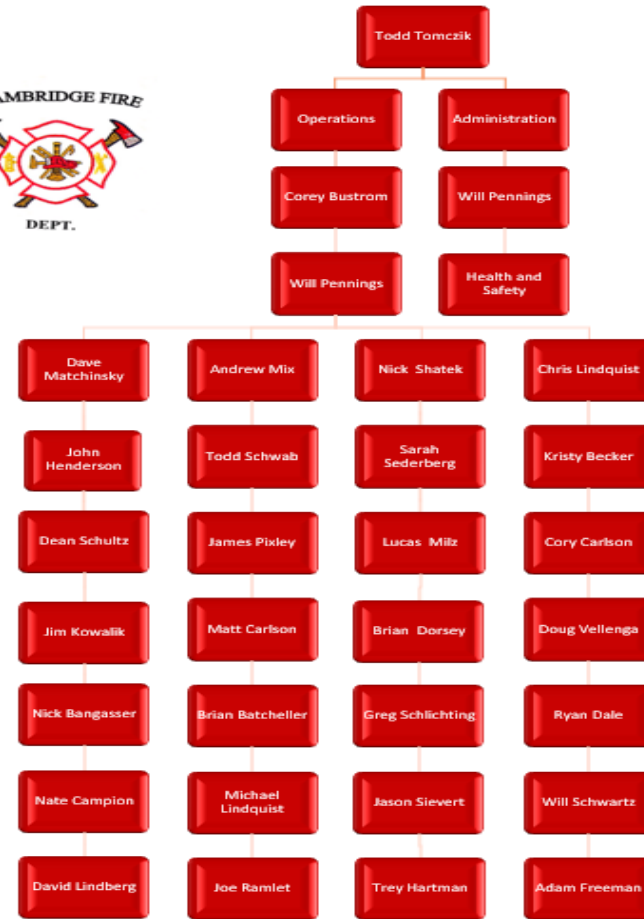 Todd Tomczik
AMBRIDGE FIRE
DEPT.
Operations
Administration
Corey Bustrom
Will Pennings
Will Pennings
Health and
Safety
Dave
Matchinsky
Andrew Mix
Nick Shatek
Chris Lindquist
John
Henderson
Todd Schwab
Sarah
Sederberg
Kristy Becker
Dean Schultz
James Pixley
Lucas Milz
Cory Carlson
Jim Kowalik
Matt Carlson
Brian Dorsey
Doug Vellenga
Nick Bangasser
Brian Batcheller
Greg Schlichting
Ryan Dale
Nate Campion
Michael
Lindquist
Jason Sievert
Will Schwartz
David Lindberg
Joe Ramlet
Trey Hartman
Adam Freeman